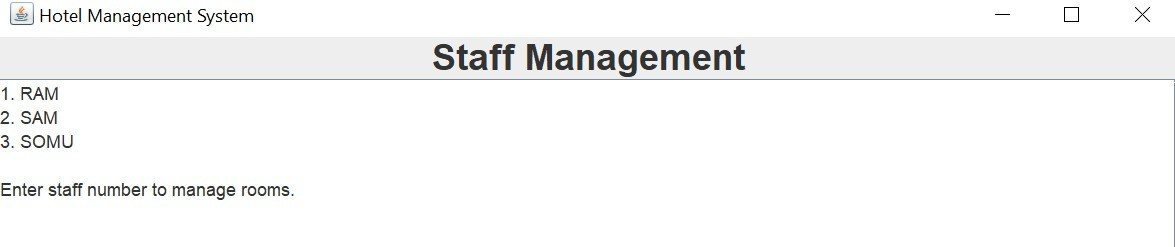 Hotel Management System
Staff Management
1. RAM
2. SAM
3. SOMU
Enter staff number to manage rooms.